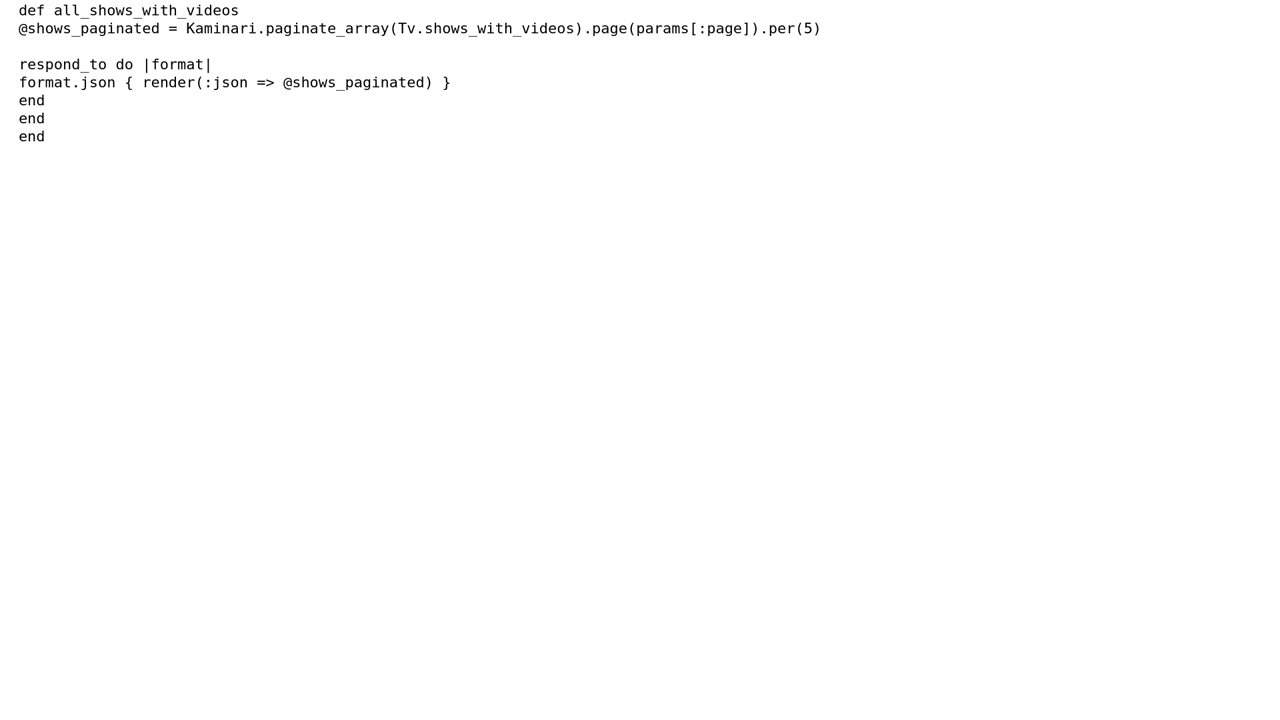 def all_shows_with_videos
@shows_paginated = Kaminari.paginate_array(Tv.shows_with_videos).page(params[:page]).per(5)

respond_to do |format|
format.json { render(:json => @shows_paginated) }
end
end
end